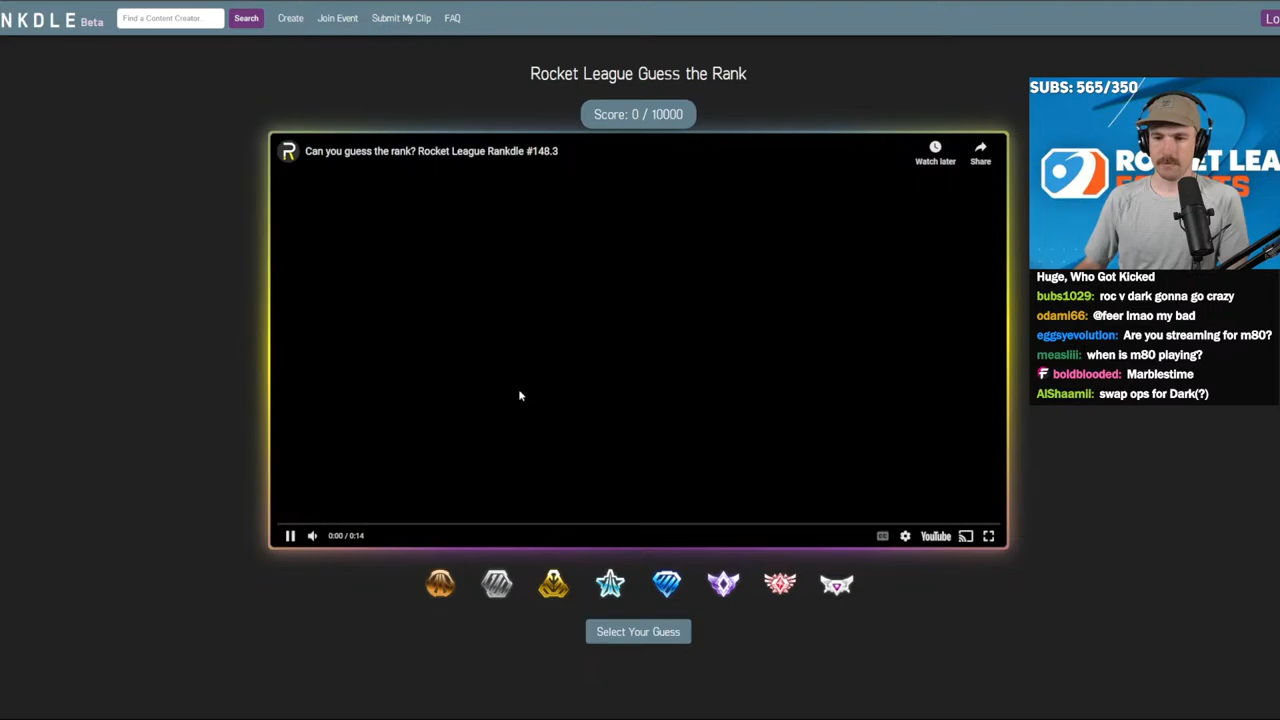 NKDLE Beta
Find a Content Creator..
Search
Create
Join Event
Submit My Clip
FAQ
Lo
Rocket League Guess the Rank
Score: 0 / 10000
Can you guess the rank? Rocket League Rankdle #148.3
Watch later
Share
0:00 / 0:14
CC
YouTube
Select Your Guess
SUBS: 565/350
ROCKET LEA
Huge, Who Got Kicked
bubs1029: roc v dark gonna go crazy
odami66: @feer lmao my bad
eggsyevolution: Are you streaming for m80?
measliii: when is m80 playing?
boldblooded: Marblestime
AlShaamil: swap ops for Dark(?)